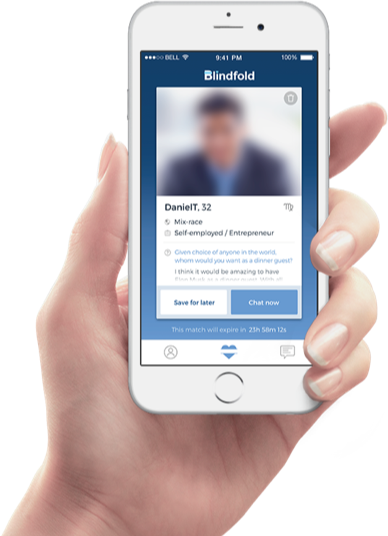 BELL 9:41 PM 100%
Blindfold
DanielT, 32
Mix-race
Self-employed / Entrepreneur
Given choice of anyone in the world,
whom would you want as a dinner guest?
I think it would be amazing to have
Save for later Chat now
This match will expire in 23h 58m 12s